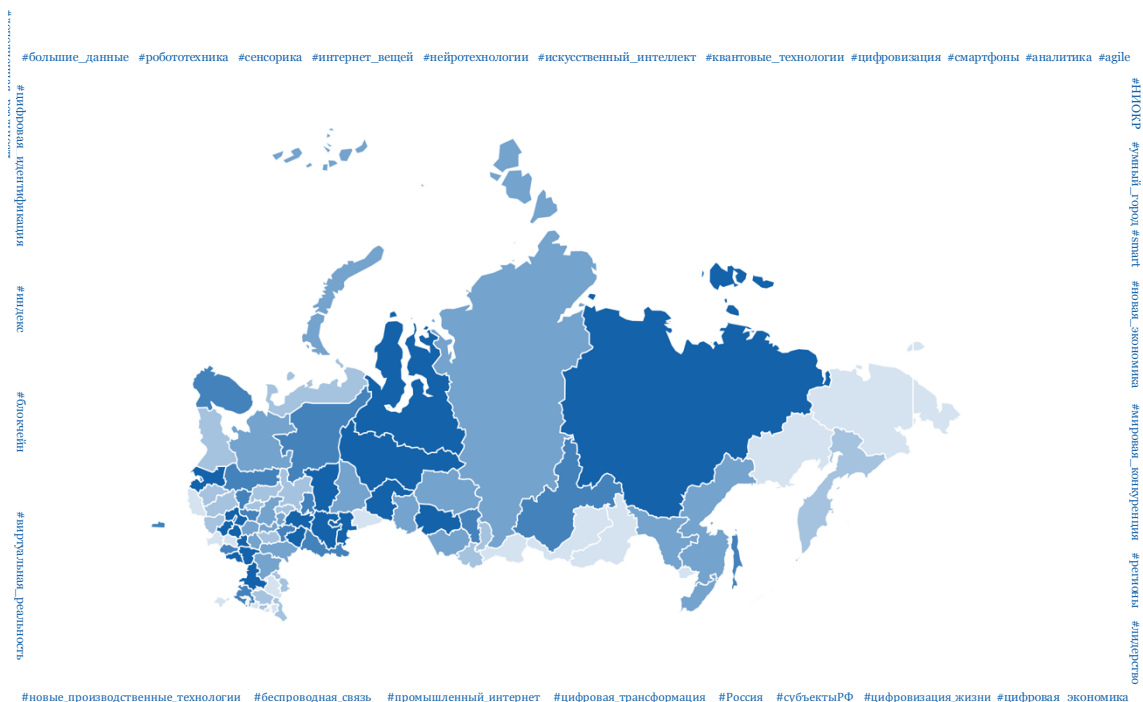 #большие_данные #робототехника #сенсорика #интернет_вещей #нейротехнологии #искусственный_интеллект #квантовые_технологии #цифровизация #смартфоны #аналитика #agile
#цифровая_идентификация #индекс #блокчейн #виртуальная_реальность
#НИОКР #умный_город #smart #новая_экономика #мировая_конкуренция #регионы #лидерство
#новые_производственные_технологии #беспроводная_связь #промышленный_интернет #цифровая_трансформация #Россия #субъектыРФ #цифровизация_жизни #цифровая_экономика